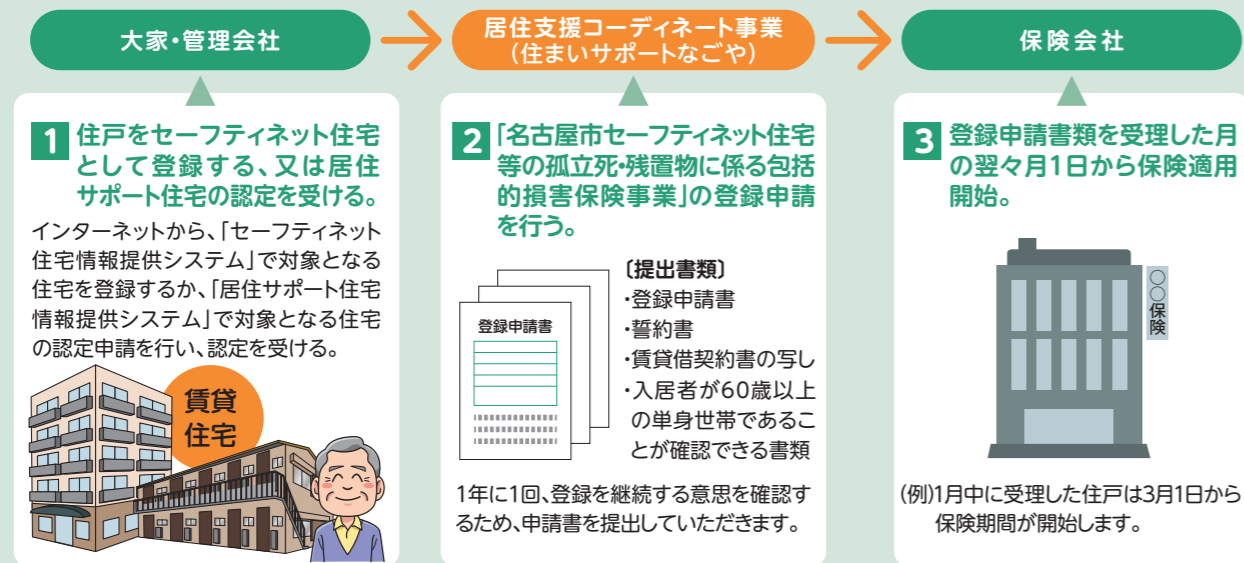 大家・管理会社
居住支援コーディネート事業
(住まいサポートなごや)
保険会社
1 住戸をセーフティネット住宅
として登録する、又は居住
サポート住宅の認定を受ける。
インターネットから、「セーフティネット
住宅情報提供システム」で対象となる
住宅を登録するか、「居住サポート住宅
情報提供システム」で対象となる住宅
の認定申請を行い、認定を受ける。
賃貸
住宅
2 「名古屋市セーフティネット住宅
等の孤立死・残置物に係る包括
的損害保険事業」の登録申請
を行う。
登録申請書
〔提出書類〕
・登録申請書
・誓約書
・賃貸借契約書の写し
・入居者が60歳以上
の単身世帯であるこ
とが確認できる書類
1年に1回、登録を継続する意思を確認す
るため、申請書を提出していただきます。
3 登録申請書類を受理した月
の翌々月1日から保険適用
開始。
○○保険
(例)1月中に受理した住戸は3月1日から
保険期間が開始します。